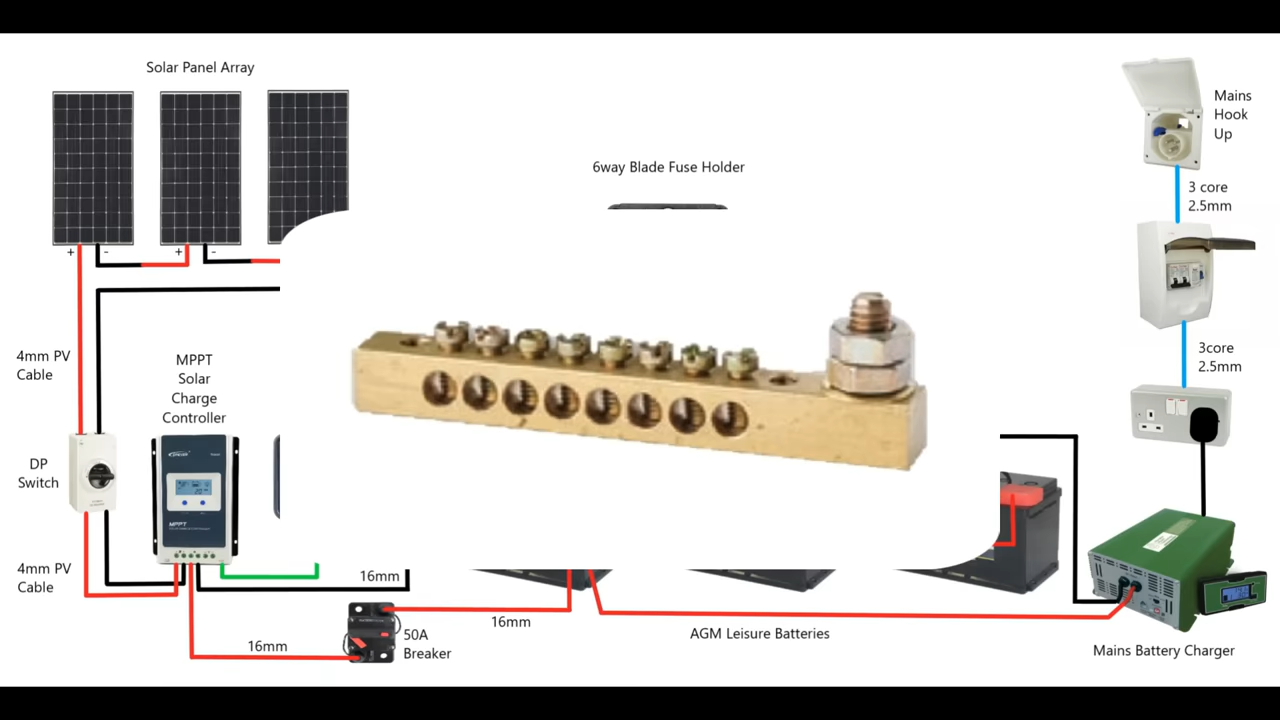 Solar Panel Array
Mains
Hook
Up
6way Blade Fuse Holder
3 core
2.5mm
+
-
+
-
4mm PV
Cable
MPPT
Solar
Charge
Controller
3core
2.5mm
DP
Switch
MPPT
4mm PV
Cable
16mm
16mm
50A
Breaker
16mm
AGM Leisure Batteries
Mains Battery Charger